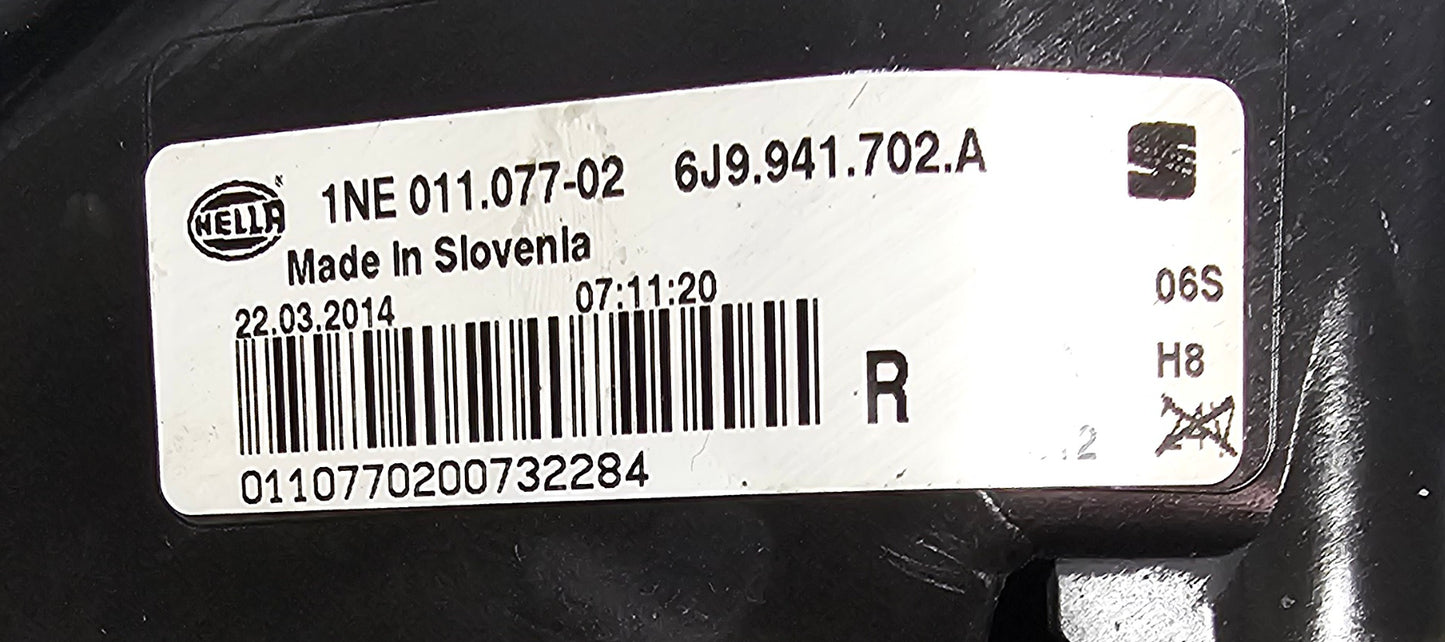 HELLA 1NE 011.077-02 6J9.941.702.A
Made In Slovenia
22.03.2014 07:11:20
06S
R
H8
0110770200732284